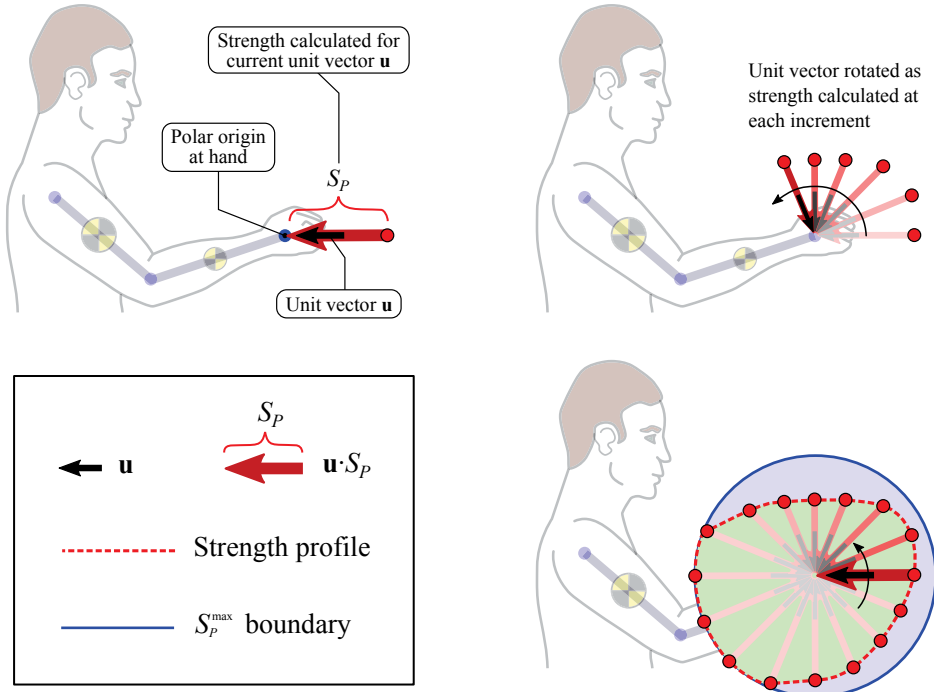 Strength calculated for
current unit vector u
Polar origin
at hand
S_P
Unit vector u
Unit vector rotated as
strength calculated at
each increment
S_P
u
u·S_P
Strength profile
S_P^max boundary